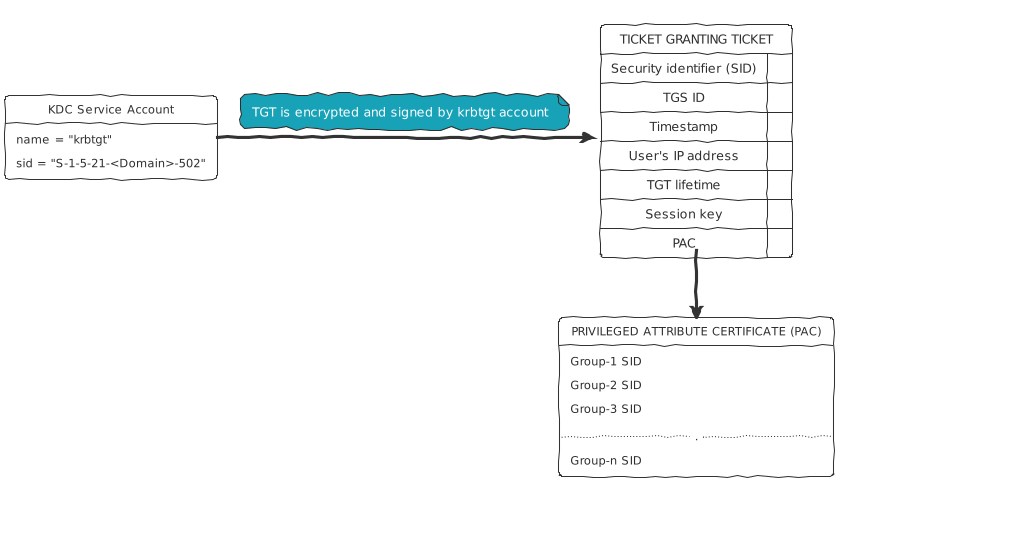 KDC Service Account
name = "krbtgt"
sid = "S-1-5-21-<Domain>-502"
TGT is encrypted and signed by krbtgt account
TICKET GRANTING TICKET
Security identifier (SID)
TGS ID
Timestamp
User's IP address
TGT lifetime
Session key
PAC
PRIVILEGED ATTRIBUTE CERTIFICATE (PAC)
Group-1 SID
Group-2 SID
Group-3 SID
.
Group-n SID